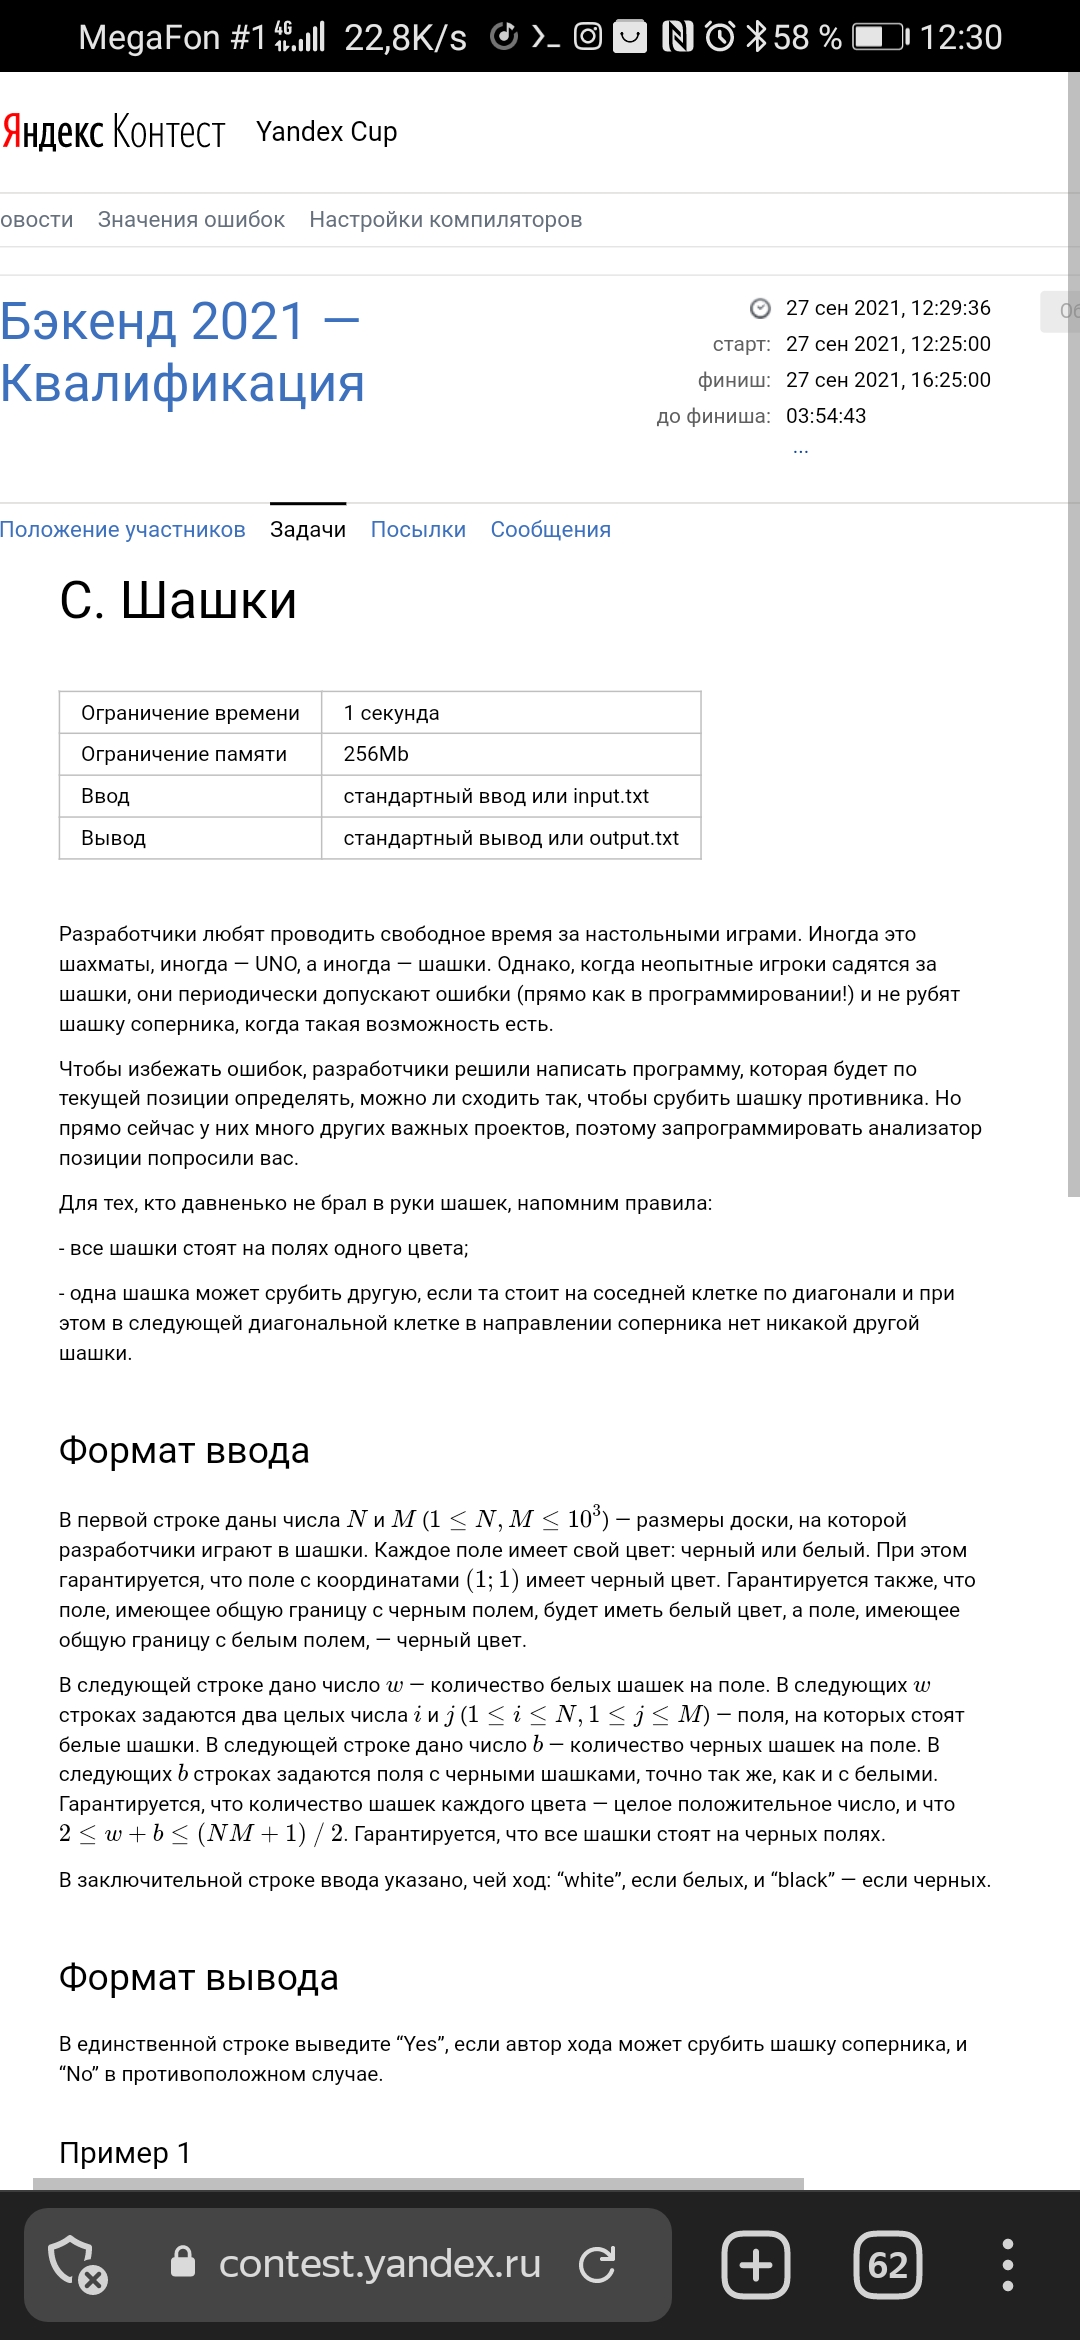 MegaFon #1 4G 22,8K/s 58 % 12:30
Яндекс Контест Yandex Cup
овости Значения ошибок Настройки компиляторов
Бэкенд 2021 —
Квалификация
27 сен 2021, 12:29:36
Об
старт: 27 сен 2021, 12:25:00
финиш: 27 сен 2021, 16:25:00
до финиша: 03:54:43
...
Положение участников Задачи Посылки Сообщения
C. Шашки
Ограничение времени 1 секунда
Ограничение памяти 256Mb
Ввод стандартный ввод или input.txt
Вывод стандартный вывод или output.txt
Разработчики любят проводить свободное время за настольными играми. Иногда это
шахматы, иногда — UNO, а иногда — шашки. Однако, когда неопытные игроки садятся за
шашки, они периодически допускают ошибки (прямо как в программировании!) и не рубят
шашку соперника, когда такая возможность есть.
Чтобы избежать ошибок, разработчики решили написать программу, которая будет по
текущей позиции определять, можно ли сходить так, чтобы срубить шашку противника. Но
прямо сейчас у них много других важных проектов, поэтому запрограммировать анализатор
позиции попросили вас.
Для тех, кто давненько не брал в руки шашек, напомним правила:
- все шашки стоят на полях одного цвета;
- одна шашка может срубить другую, если та стоит на соседней клетке по диагонали и при
этом в следующей диагональной клетке в направлении соперника нет никакой другой
шашки.
Формат ввода
В первой строке даны числа N и M (1 ≤ N, M ≤ 10³) — размеры доски, на которой
разработчики играют в шашки. Каждое поле имеет свой цвет: черный или белый. При этом
гарантируется, что поле с координатами (1; 1) имеет черный цвет. Гарантируется также, что
поле, имеющее общую границу с черным полем, будет иметь белый цвет, а поле, имеющее
общую границу с белым полем, — черный цвет.
В следующей строке дано число w — количество белых шашек на поле. В следующих w
строках задаются два целых числа i и j (1 ≤ i ≤ N, 1 ≤ j ≤ M) — поля, на которых стоят
белые шашки. В следующей строке дано число b — количество черных шашек на поле. В
следующих b строках задаются поля с черными шашками, точно так же, как и с белыми.
Гарантируется, что количество шашек каждого цвета — целое положительное число, и что
2 ≤ w + b ≤ (NM + 1) / 2. Гарантируется, что все шашки стоят на черных полях.
В заключительной строке ввода указано, чей ход: “white”, если белых, и “black” — если черных.
Формат вывода
В единственной строке выведите “Yes”, если автор хода может срубить шашку соперника, и
“No” в противоположном случае.
Пример 1
contest.yandex.ru 62